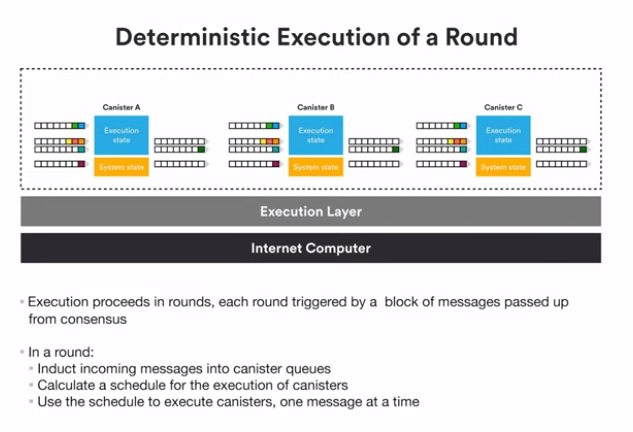 Deterministic Execution of a Round
Canister A
Canister B
Canister C
Execution
state
Execution
state
Execution
state
System state
System state
System state
Execution Layer
Internet Computer
Execution proceeds in rounds, each round triggered by a block of messages passed up
from consensus
In a round:
Induct incoming messages into canister queues
Calculate a schedule for the execution of canisters
Use the schedule to execute canisters, one message at a time